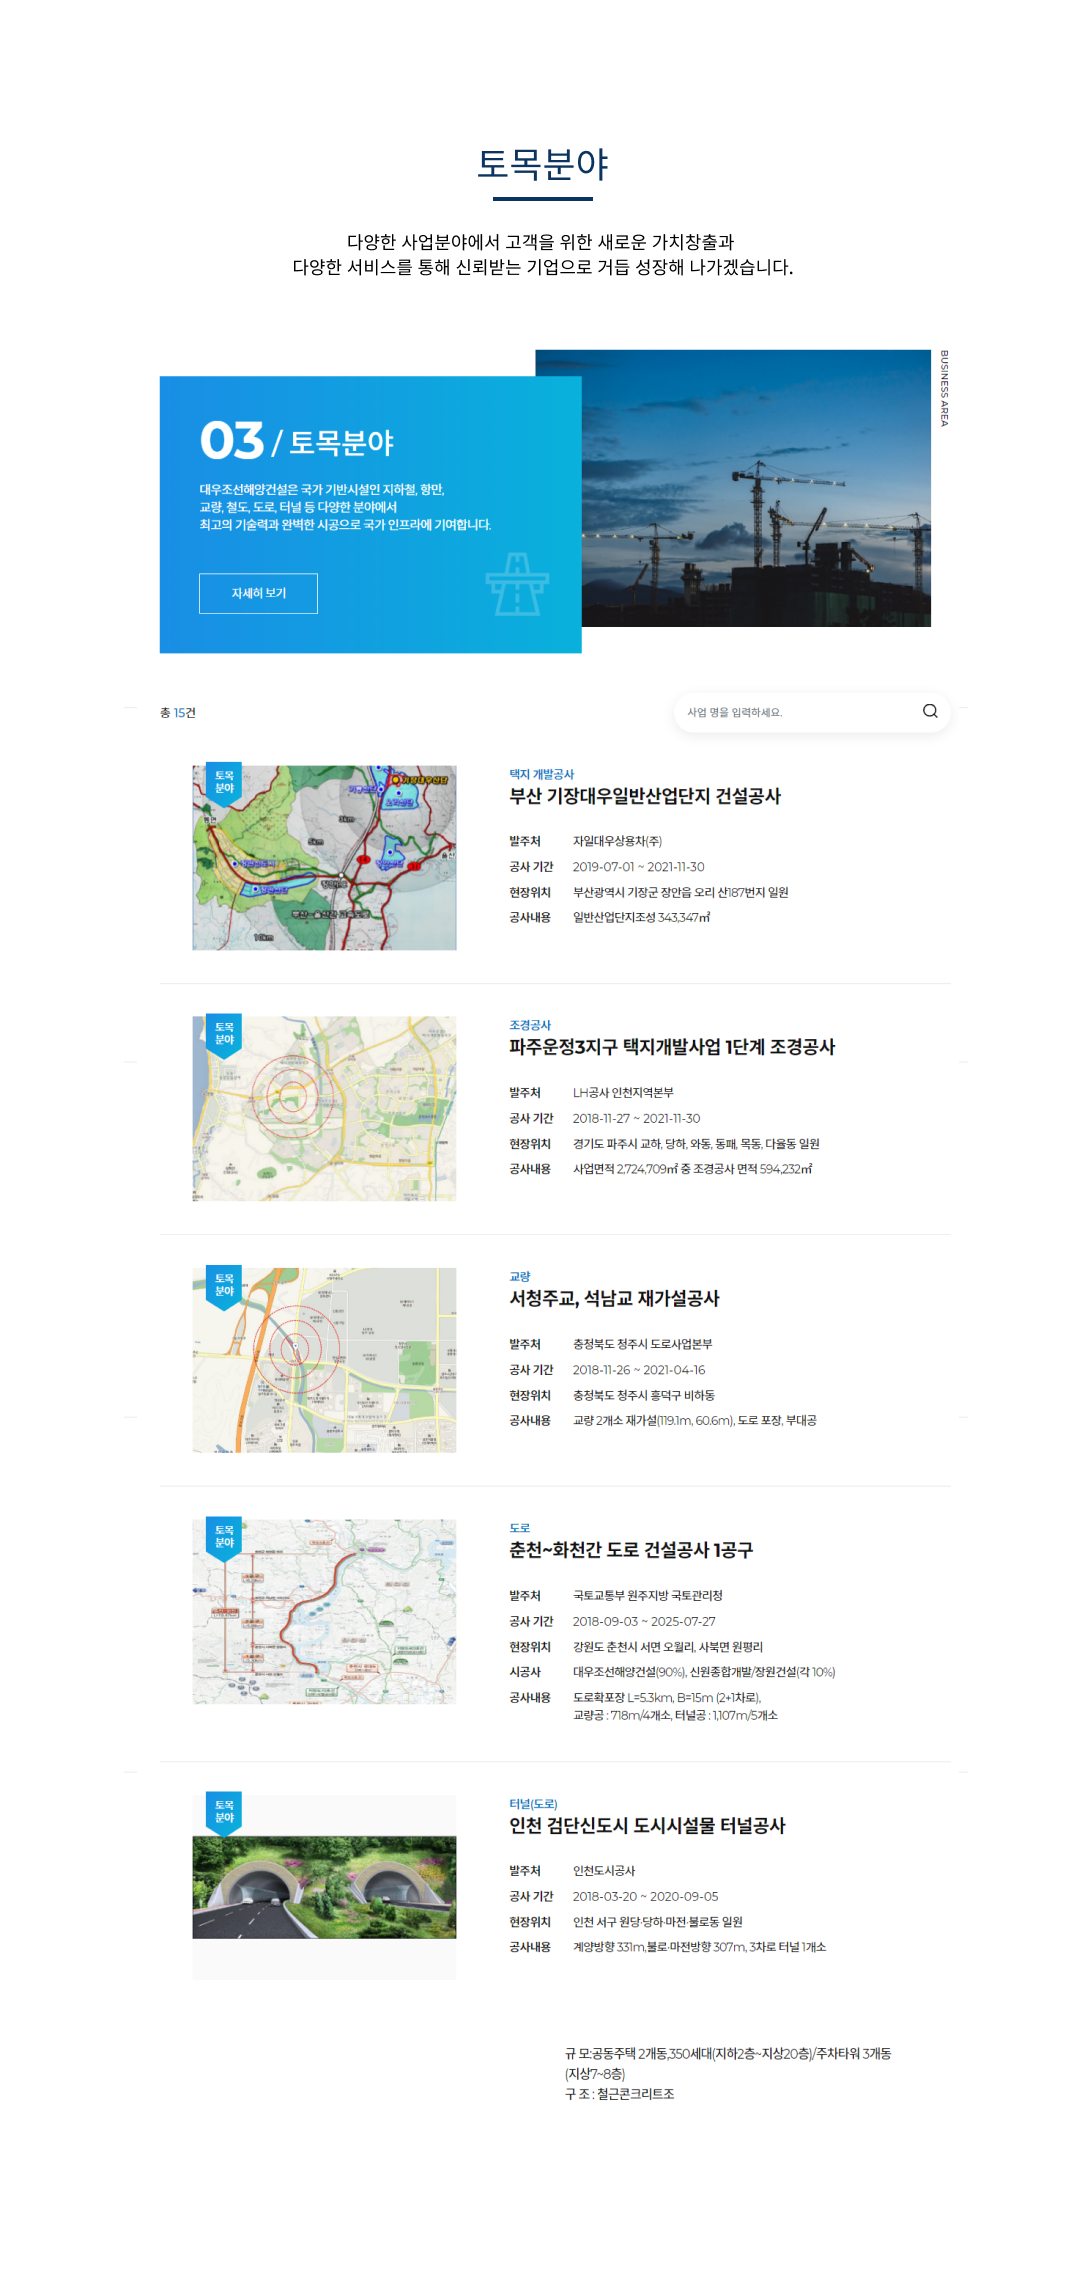 토목분야
다양한 사업분야에서 고객을 위한 새로운 가치창출과
다양한 서비스를 통해 신뢰받는 기업으로 거듭 성장해 나가겠습니다.
BUSINESS AREA
03 / 토목분야
대우조선해양건설은 국가 기반시설인 지하철, 항만,
교량, 철도, 도로, 터널 등 다양한 분야에서
최고의 기술력과 완벽한 시공으로 국가 인프라에 기여합니다.
자세히 보기
총 15건
사업 명을 입력하세요.
토목
분야
기장대우산단
3km
5km
10km
부산~울산간 고속도로
택지 개발공사
부산 기장대우일반산업단지 건설공사
발주처 자일대우상용차(주)
공사 기간 2019-07-01 ~ 2021-11-30
현장위치 부산광역시 기장군 장안읍 오리 산187번지 일원
공사내용 일반산업단지조성 343,347㎡
토목
분야
조경공사
파주운정3지구 택지개발사업 1단계 조경공사
발주처 LH공사 인천지역본부
공사 기간 2018-11-27 ~ 2021-11-30
현장위치 경기도 파주시 교하, 당하, 와동, 동패, 목동, 다율동 일원
공사내용 사업면적 2,724,709㎡ 중 조경공사 면적 594,232㎡
토목
분야
교량
서청주교, 석남교 재가설공사
발주처 충청북도 청주시 도로사업본부
공사 기간 2018-11-26 ~ 2021-04-16
현장위치 충청북도 청주시 흥덕구 비하동
공사내용 교량 2개소 재가설(119.1m, 60.6m), 도로 포장, 부대공
토목
분야
도로
춘천~화천간 도로 건설공사 1공구
발주처 국토교통부 원주지방 국토관리청
공사 기간 2018-09-03 ~ 2025-07-27
현장위치 강원도 춘천시 서면 오월리, 사북면 원평리
시공사 대우조선해양건설(90%), 신원종합개발/장원건설(각 10%)
공사내용 도로확포장 L=5.3km, B=15m (2+1차로),
교량공 : 718m/4개소, 터널공 : 1,107m/5개소
토목
분야
터널(도로)
인천 검단신도시 도시시설물 터널공사
발주처 인천도시공사
공사 기간 2018-03-20 ~ 2020-09-05
현장위치 인천 서구 원당·당하·마전·불로동 일원
공사내용 계양방향 331m,불로·마전방향 307m, 3차로 터널 1개소
규 모:공동주택 2개동,350세대(지하2층~지상20층)/주차타워 3개동
(지상7~8층)
구 조 : 철근콘크리트조